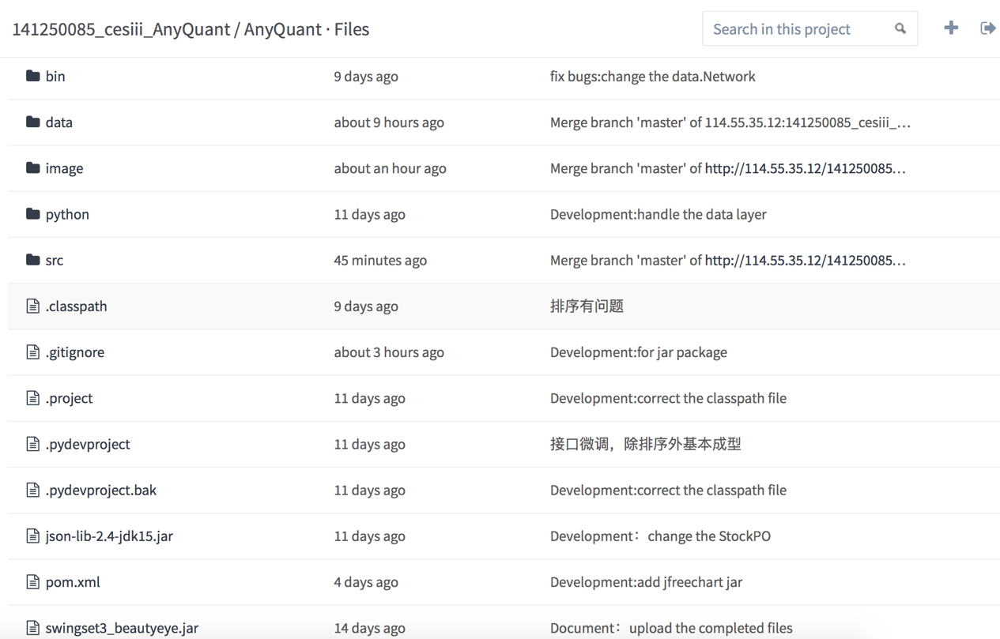 141250085_cesiii_AnyQuant / AnyQuant · Files
Search in this project
bin 9 days ago fix bugs:change the data.Network
data about 9 hours ago Merge branch 'master' of 114.55.35.12:141250085_cesiii_…
image about an hour ago Merge branch 'master' of http://114.55.35.12/141250085…
python 11 days ago Development:handle the data layer
src 45 minutes ago Merge branch 'master' of http://114.55.35.12/141250085…
.classpath 9 days ago 排序有问题
.gitignore about 3 hours ago Development:for jar package
.project 11 days ago Development:correct the classpath file
.pydevproject 11 days ago 接口微调，除排序外基本成型
.pydevproject.bak 11 days ago Development:correct the classpath file
json-lib-2.4-jdk15.jar 11 days ago Development：change the StockPO
pom.xml 4 days ago Development:add jfreechart jar
swingset3_beautyeye.jar 14 days ago Document：upload the completed files